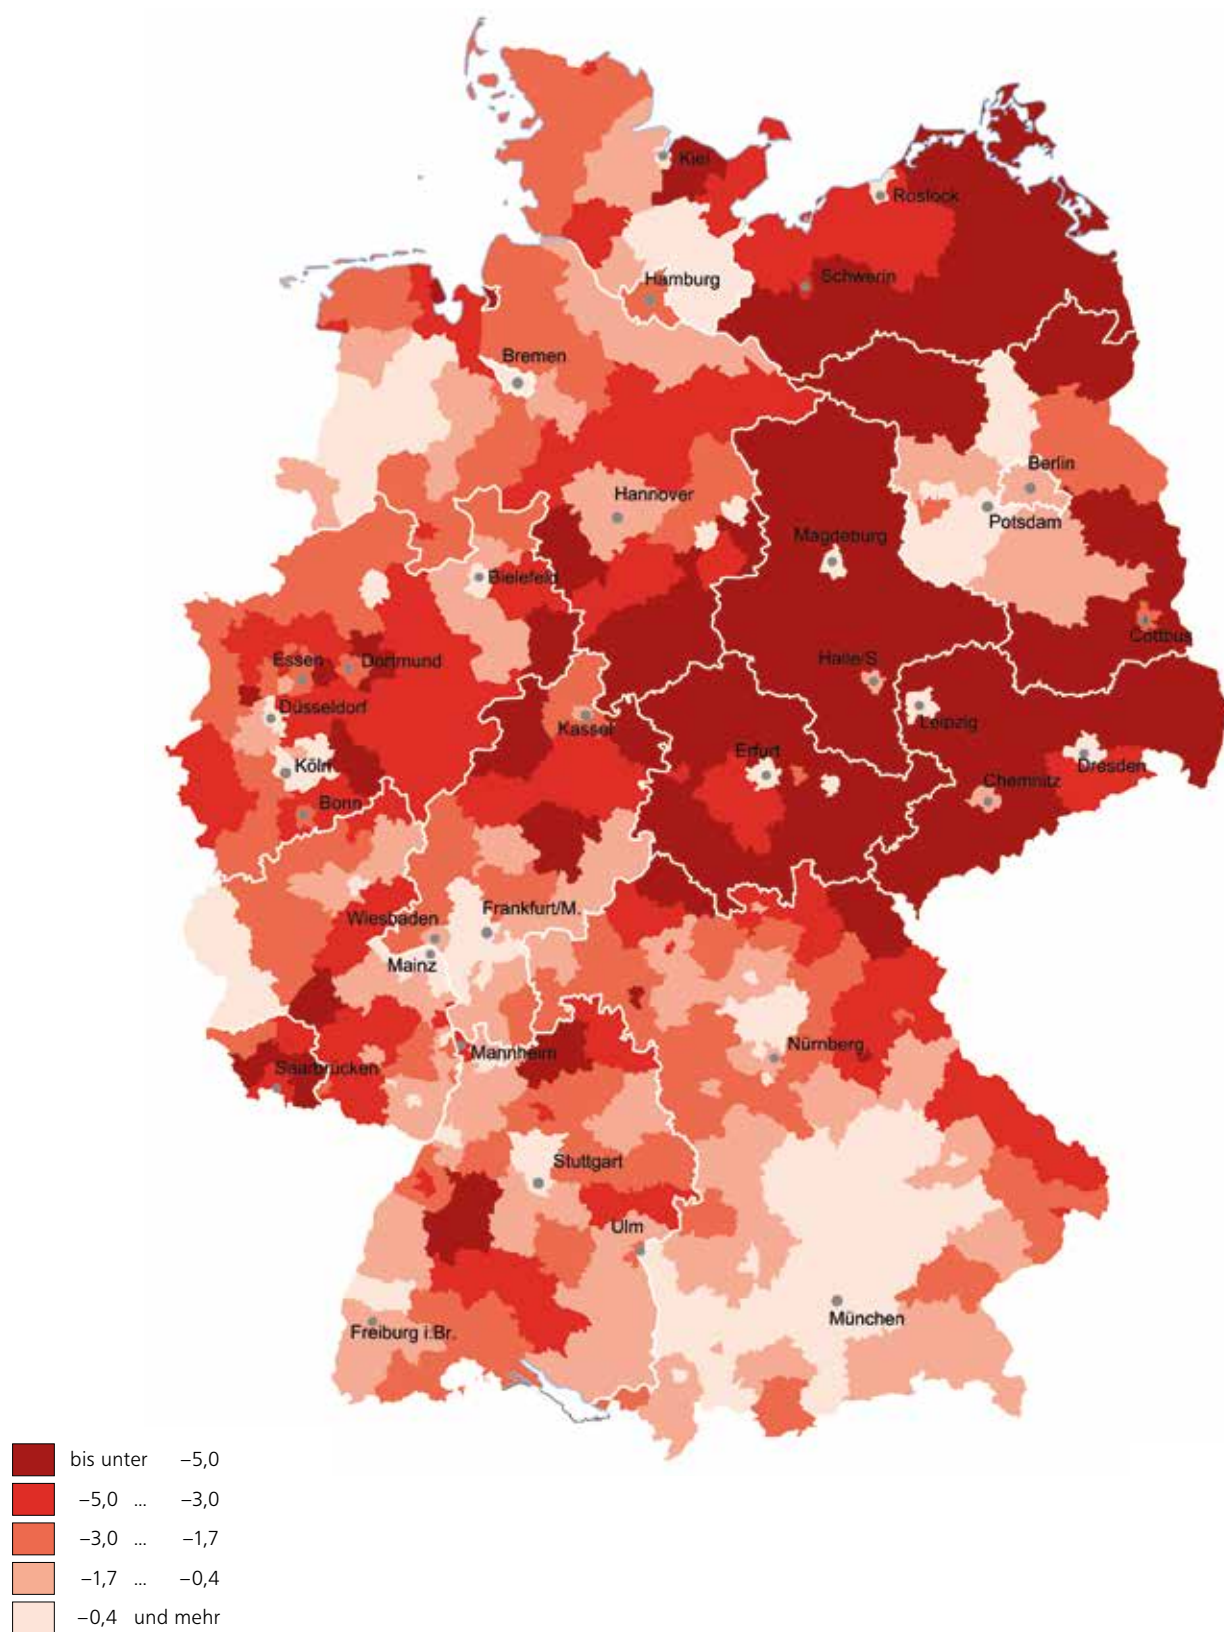 Kiel
Rostock
Hamburg
Schwerin
Bremen
Berlin
Hannover
Potsdam
Magdeburg
Bielefeld
Cottbus
Essen
Dortmund
Halle/S
Düsseldorf
Leipzig
Kassel
Erfurt
Köln
Dresden
Chemnitz
Bonn
Wiesbaden
Frankfurt/M.
Mainz
Mannheim
Nürnberg
Saarbrücken
Stuttgart
Ulm
München
Freiburg i.Br.
bis unter –5,0
–5,0 ... –3,0
–3,0 ... –1,7
–1,7 ... –0,4
–0,4 und mehr